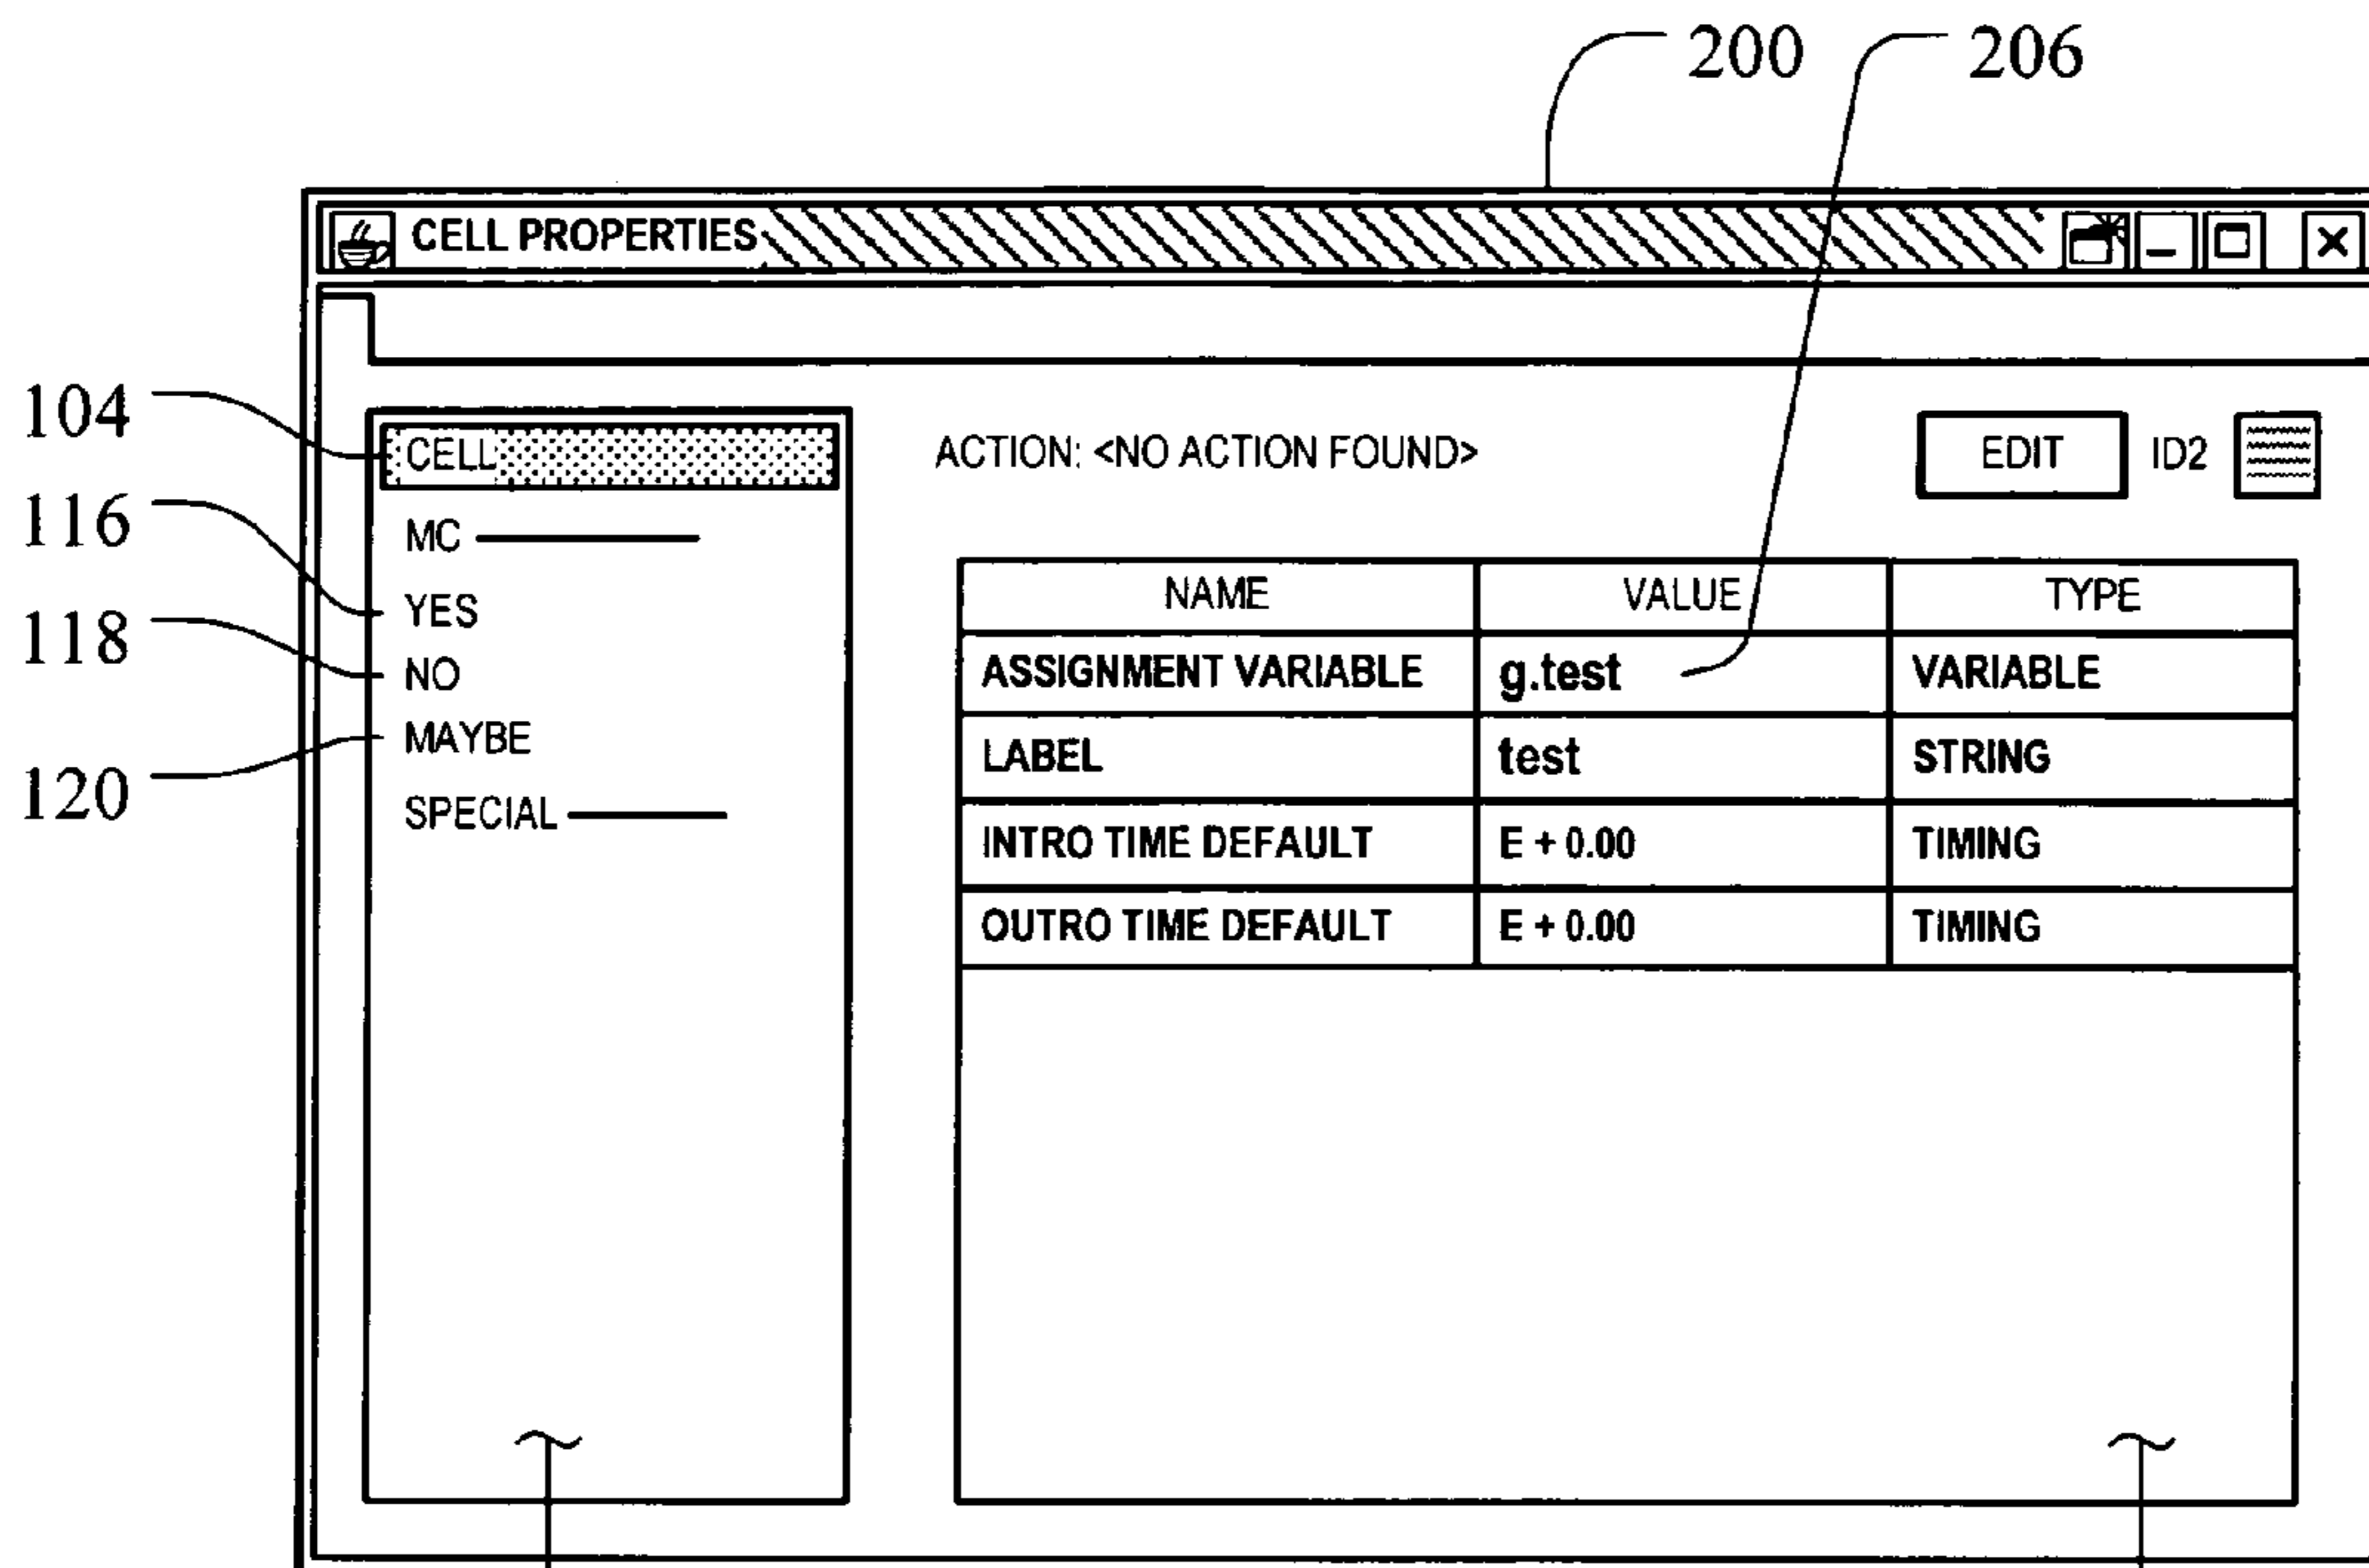 200 206
CELL PROPERTIES
104 CELL ACTION: <NO ACTION FOUND> EDIT ID2
116 MC
118 YES
120 NO
MAYBE
SPECIAL
NAME VALUE TYPE
ASSIGNMENT VARIABLE g.test VARIABLE
LABEL test STRING
INTRO TIME DEFAULT E + 0.00 TIMING
OUTRO TIME DEFAULT E + 0.00 TIMING